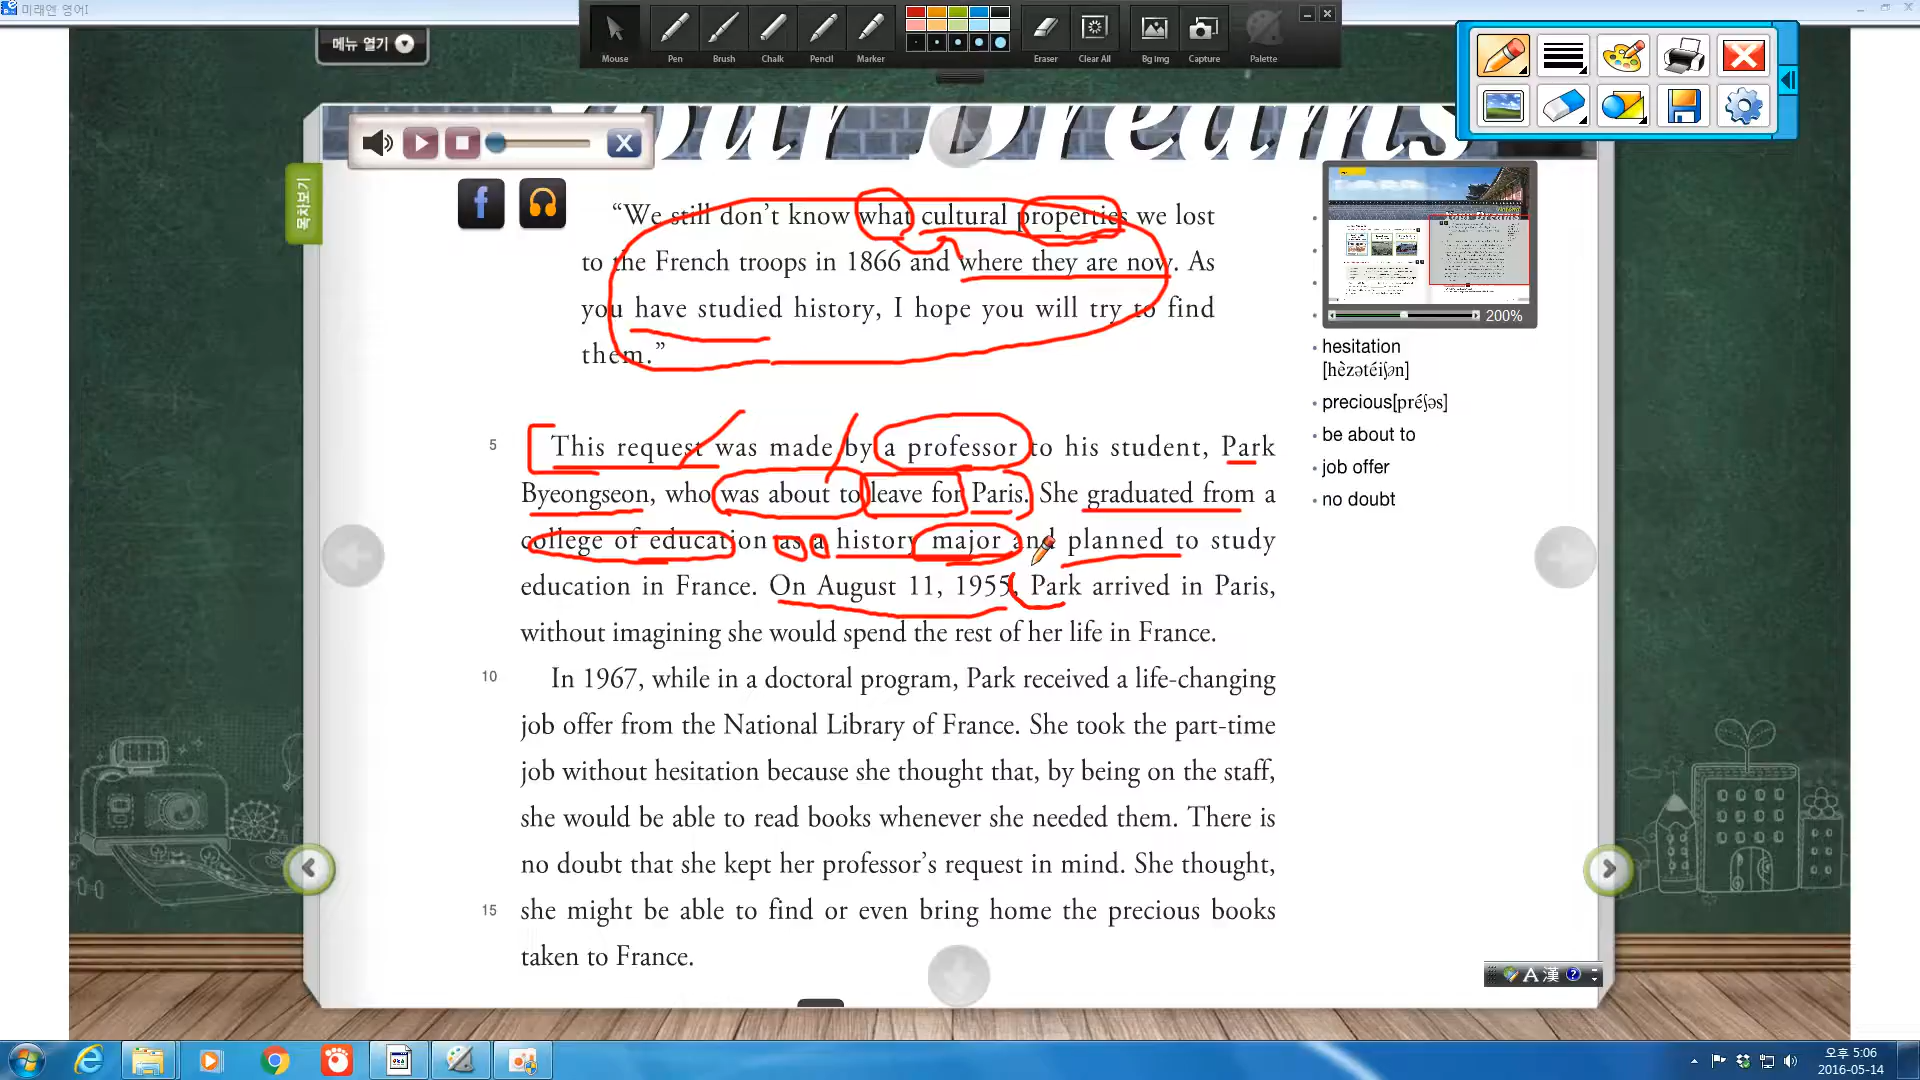 미래엔 영어I
메뉴 열기
Mouse Pen Brush Chalk Pencil Marker Eraser Clear All Bg img Capture Palette
Your Dreams
목차보기
“We still don’t know what cultural properties we lost
to the French troops in 1866 and where they are now. As
you have studied history, I hope you will try to find
them.”
5 This request was made by a professor to his student, Park
Byeongseon, who was about to leave for Paris. She graduated from a
college of education as a history major and planned to study
education in France. On August 11, 1955, Park arrived in Paris,
without imagining she would spend the rest of her life in France.
10 In 1967, while in a doctoral program, Park received a life-changing
job offer from the National Library of France. She took the part-time
job without hesitation because she thought that, by being on the staff,
she would be able to read books whenever she needed them. There is
no doubt that she kept her professor’s request in mind. She thought,
15 she might be able to find or even bring home the precious books
taken to France.
200%
hesitation
[hèzətéiʃən]
precious[préʃəs]
be about to
job offer
no doubt
A 漢
오후 5:06
2016-05-14